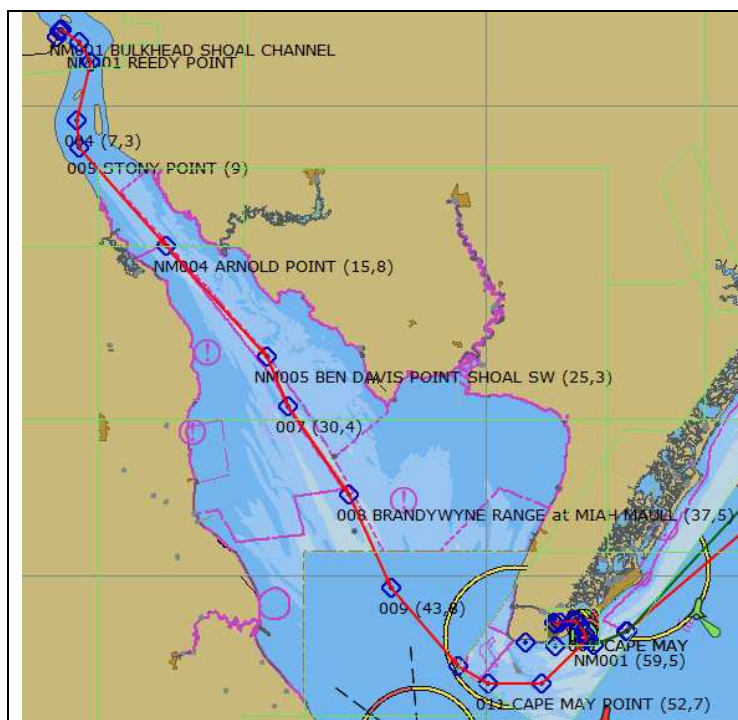 NM001 BULKHEAD SHOAL CHANNEL
REEDY POINT
004 (7,3)
005 STONY POINT (9)
NM004 ARNOLD POINT (15,8)
NM005 BEN DAVIS POINT SHOAL SW (25,3)
007 (30,4)
008 BRANDYWYNE RANGE at MIAH MAULL (37,5)
009 (43,8)
CAPE MAY
NM001 (59,5)
011 CAPE MAY POINT (52,7)